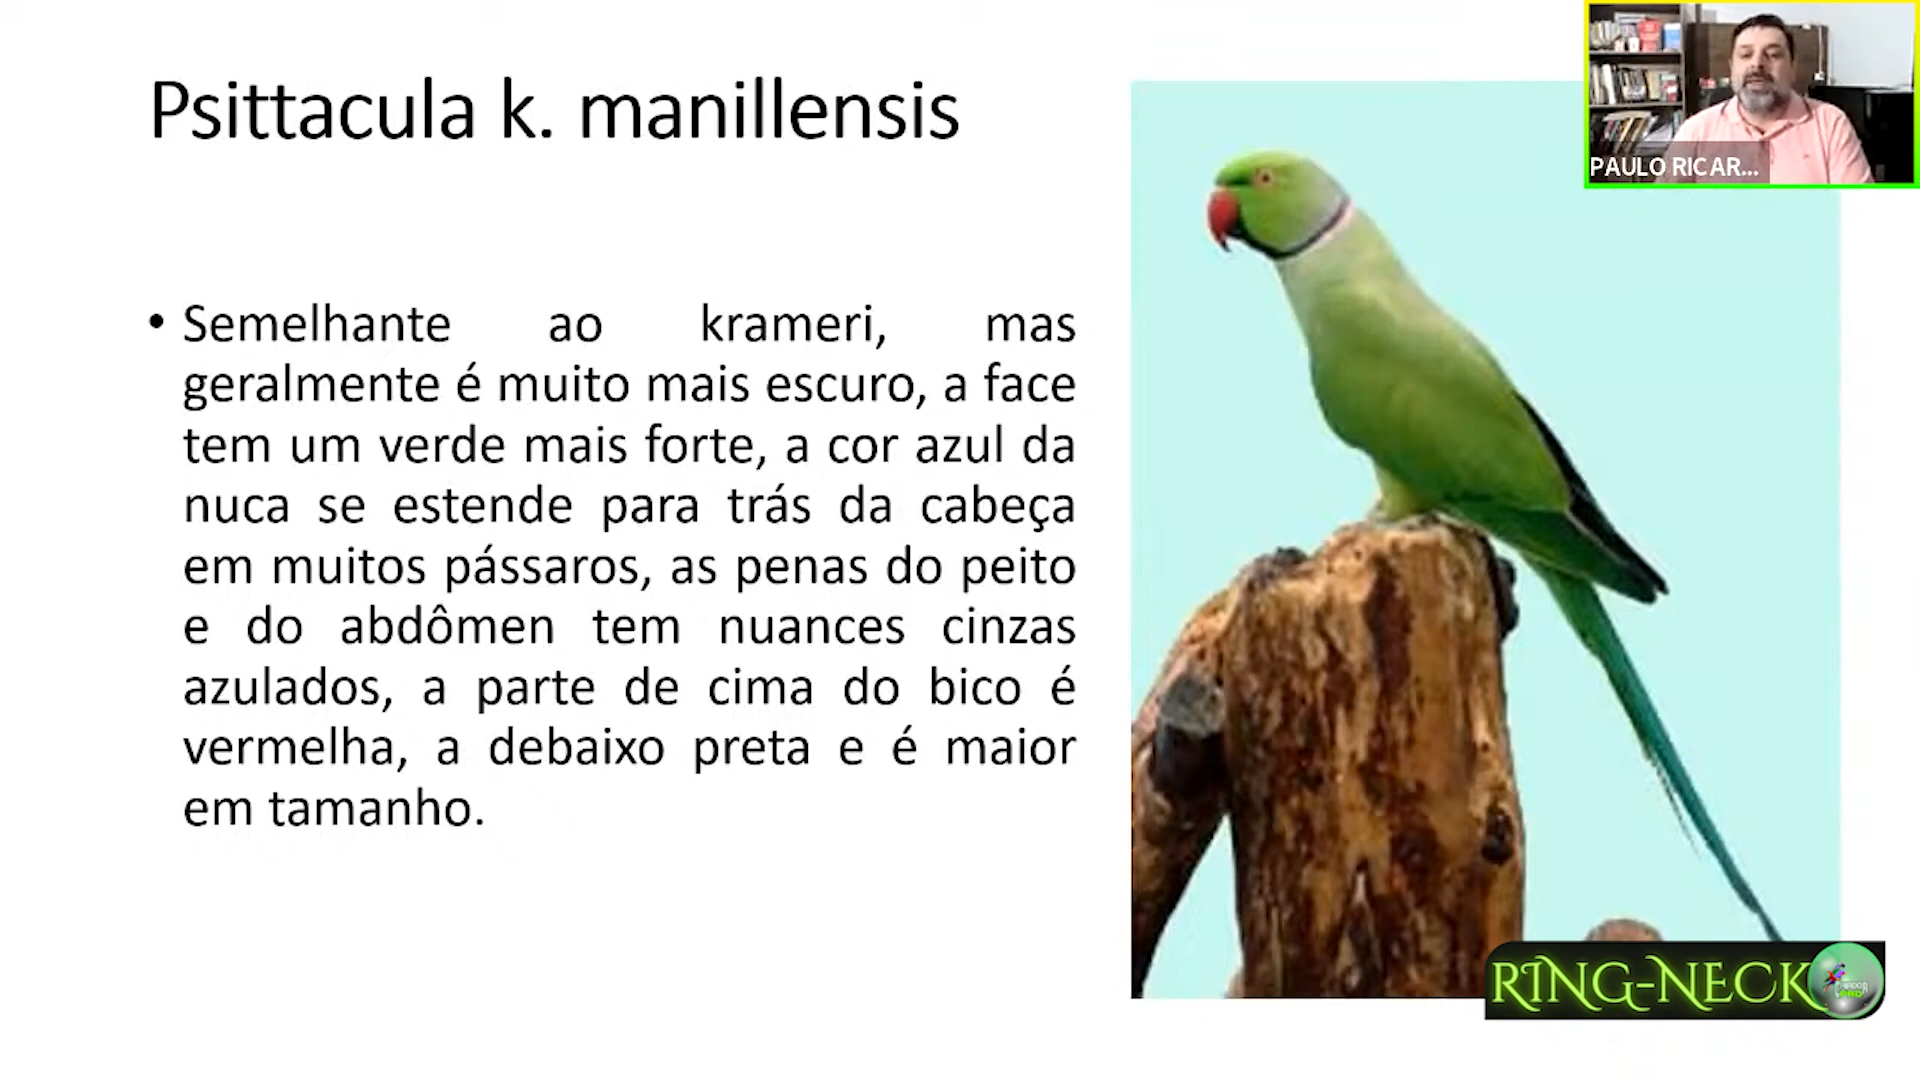 Psittacula k. manillensis
PAULO RICAR...
• Semelhante ao krameri, mas
geralmente é muito mais escuro, a face
tem um verde mais forte, a cor azul da
nuca se estende para trás da cabeça
em muitos pássaros, as penas do peito
e do abdômen tem nuances cinzas
azulados, a parte de cima do bico é
vermelha, a debaixo preta e é maior
em tamanho.
RING-NECK